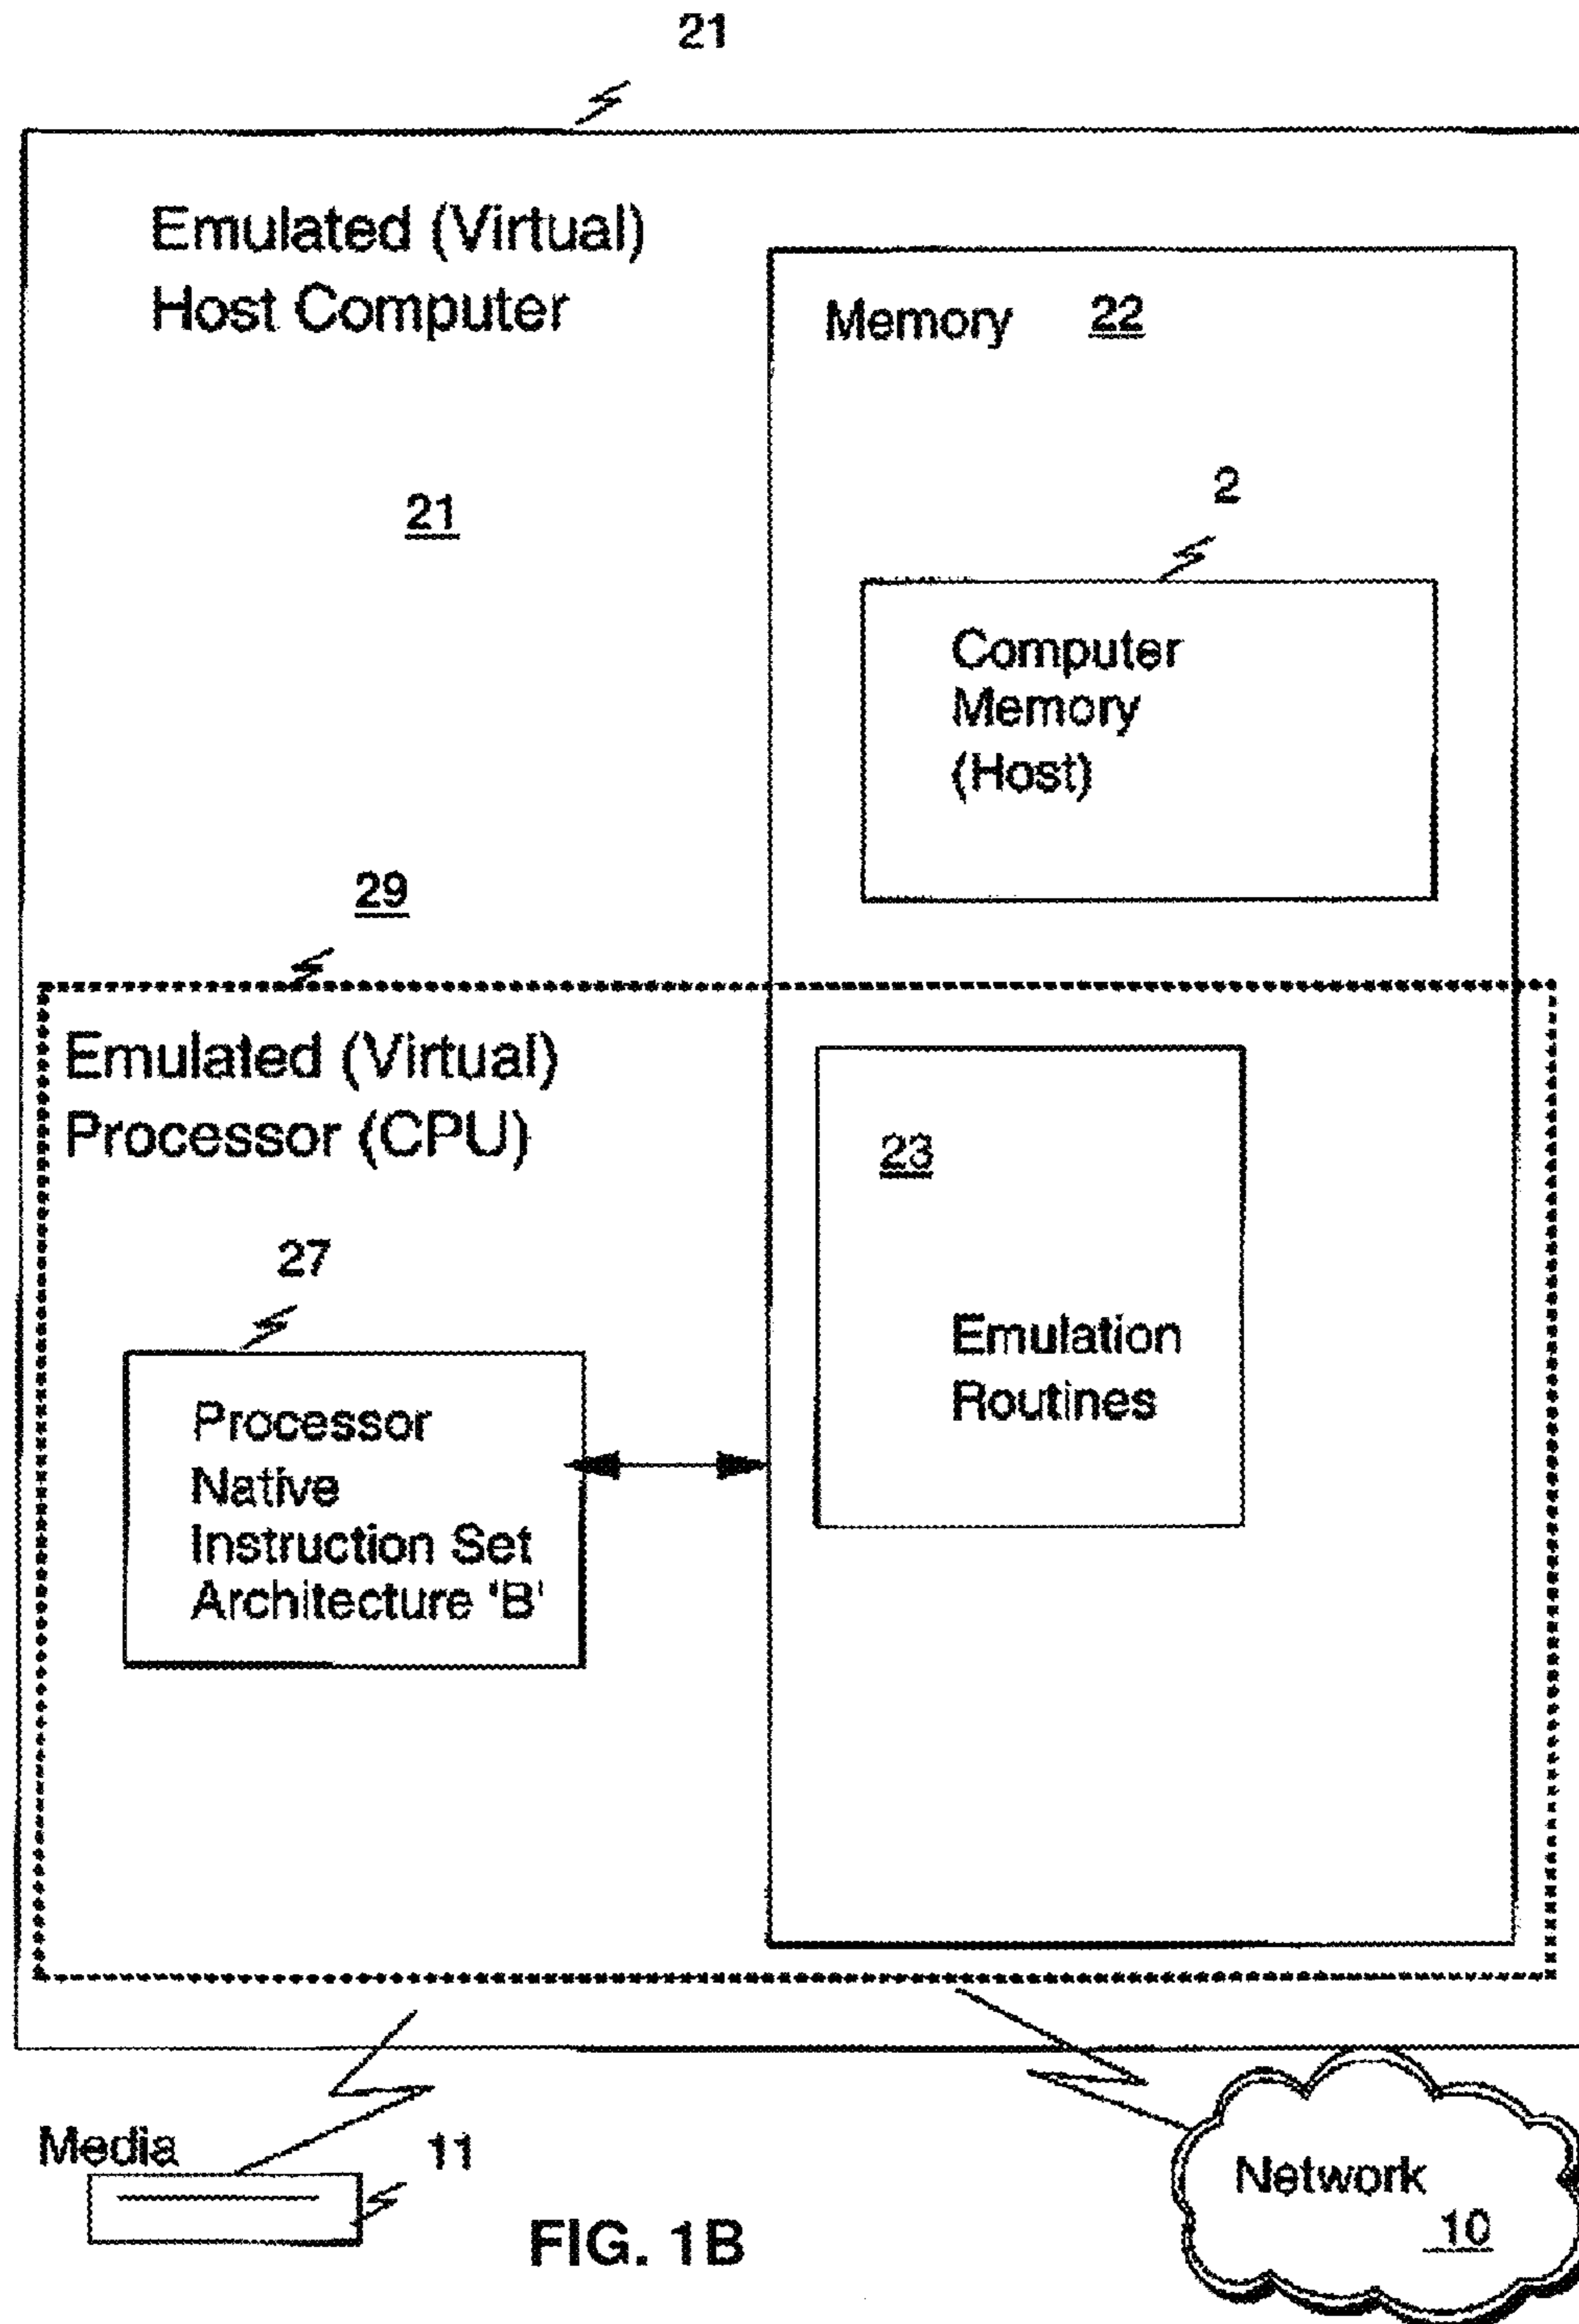 21
Emulated (Virtual)
Host Computer
21
Memory 22
2
Computer
Memory
(Host)
29
Emulated (Virtual)
Processor (CPU)
27
Processor
Native
Instruction Set
Architecture 'B'
23
Emulation
Routines
Media
11
Network
10
FIG. 1B